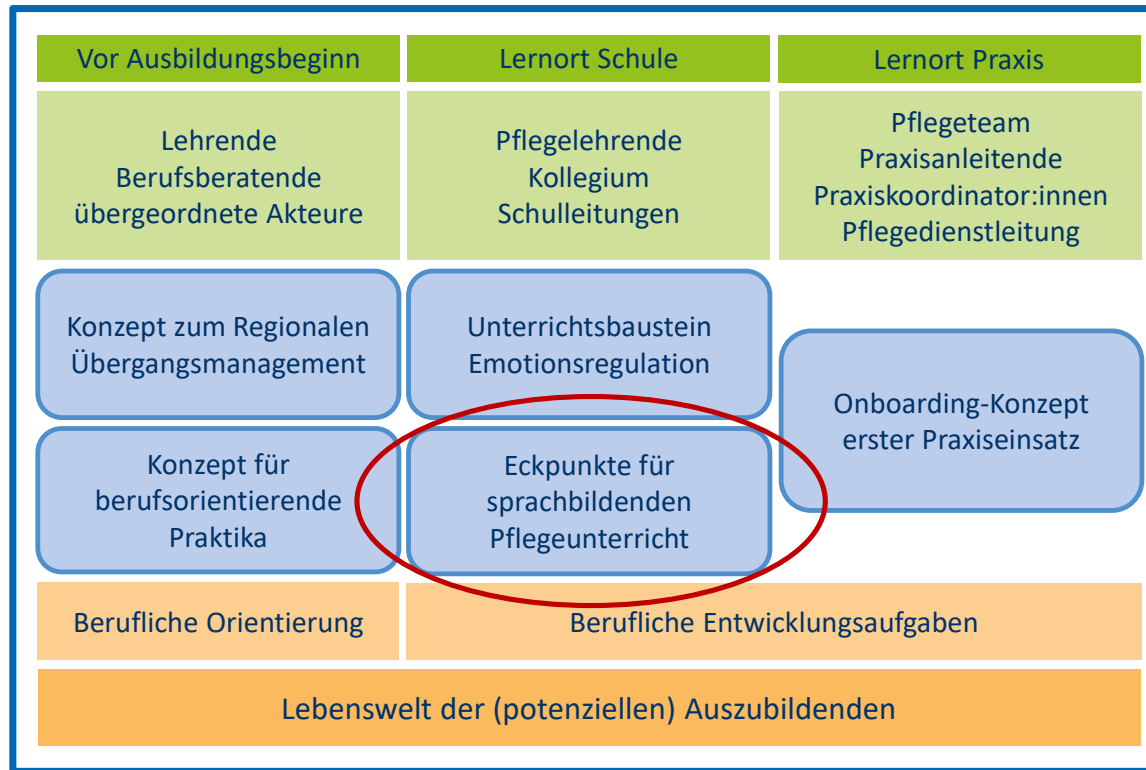 Vor Ausbildungsbeginn
Lernort Schule
Lernort Praxis
Lehrende
Berufsberatende
übergeordnete Akteure
Pflegelehrende
Kollegium
Schulleitungen
Pflegeteam
Praxisanleitende
Praxiskoordinator:innen
Pflegedienstleitung
Konzept zum Regionalen
Übergangsmanagement
Unterrichtsbaustein
Emotionsregulation
Onboarding-Konzept
erster Praxiseinsatz
Konzept für
berufsorientierende
Praktika
Eckpunkte für
sprachbildenden
Pflegeunterricht
Berufliche Orientierung
Berufliche Entwicklungsaufgaben
Lebenswelt der (potenziellen) Auszubildenden